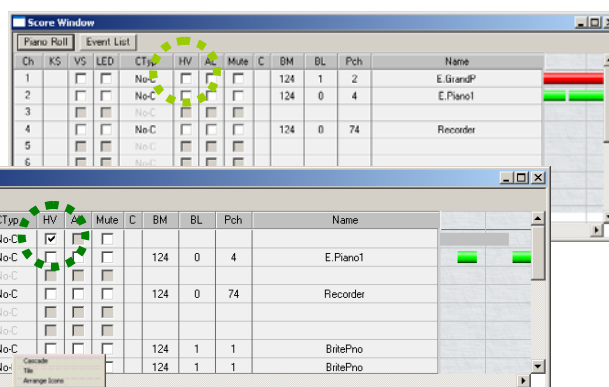 Score Window
Piano Roll Event List
Ch KS VS LED CTyp HV AL Mute C BM BL Pch Name
1 No-C 124 1 2 E.GrandP
2 No-C 124 0 4 E.Piano1
3 No-C
4 No-C 124 0 74 Recorder
5 No-C
6 No-C
CTyp HV Mute C BM BL Pch Name
No-C
No-C 124 0 4 E.Piano1
No-C
No-C 124 0 74 Recorder
No-C
No-C
No-C 124 1 1 BritePno
No- 124 1 1 BritePno
Cascade
Tile
Arrange Icons